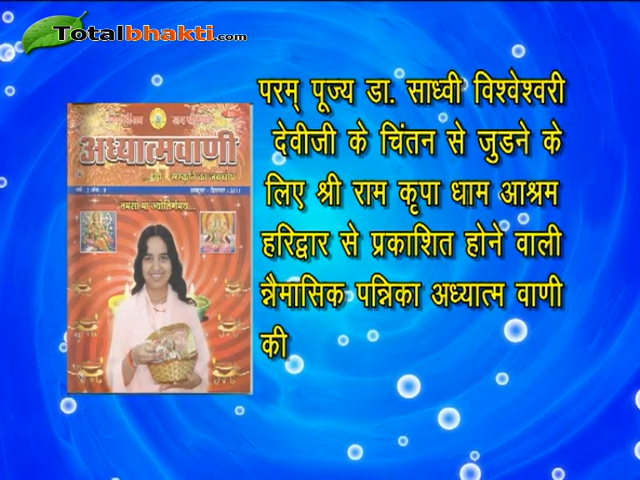 Totalbhakti.com
परम् पूज्य डा. साध्वी विश्वेश्वरी
देवीजी के चिंतन से जुडने के
लिए श्री राम कृपा धाम आश्रम
हरिद्वार से प्रकाशित होने वाली
त्रैमासिक पत्रिका अध्यात्म वाणी
की
अध्यात्मवाणी
तमसो मा ज्योतिर्गमय...